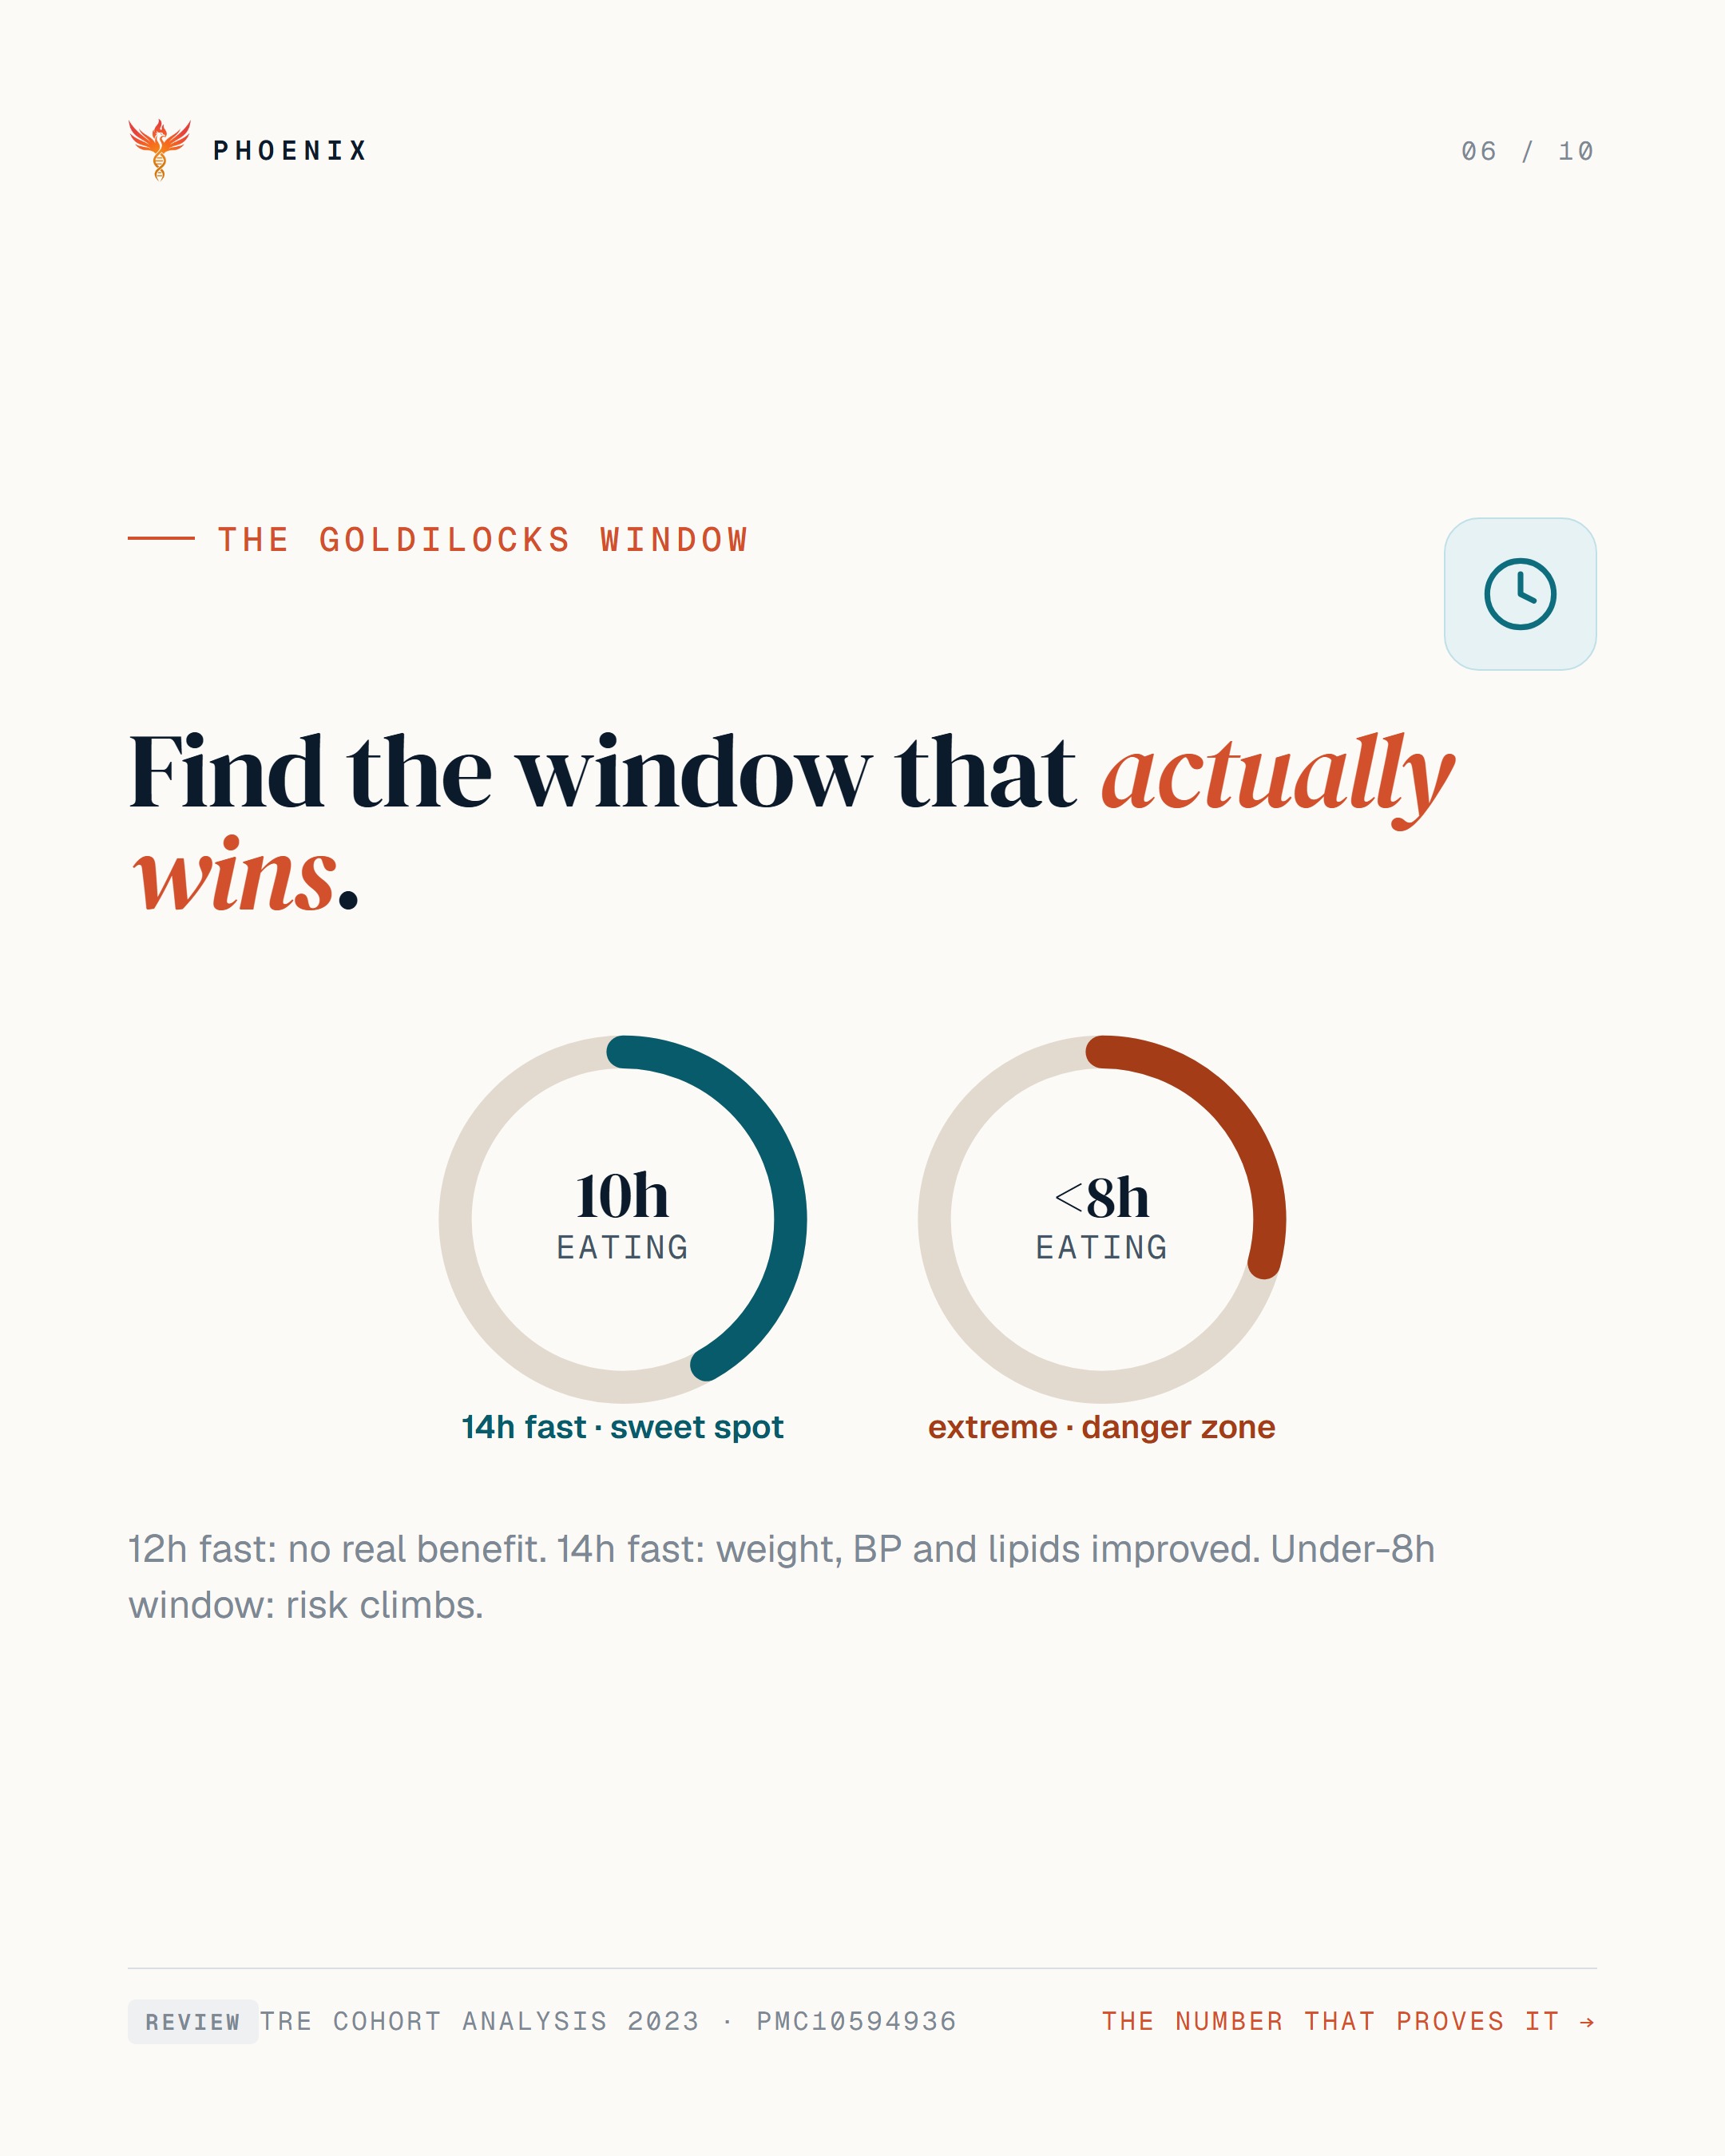 PHOENIX
06 / 10
THE GOLDILOCKS WINDOW
Find the window that actually
wins.
10h
EATING
14h fast · sweet spot
<8h
EATING
extreme · danger zone
12h fast: no real benefit. 14h fast: weight, BP and lipids improved. Under-8h
window: risk climbs.
REVIEW TRE COHORT ANALYSIS 2023 · PMC10594936
THE NUMBER THAT PROVES IT →